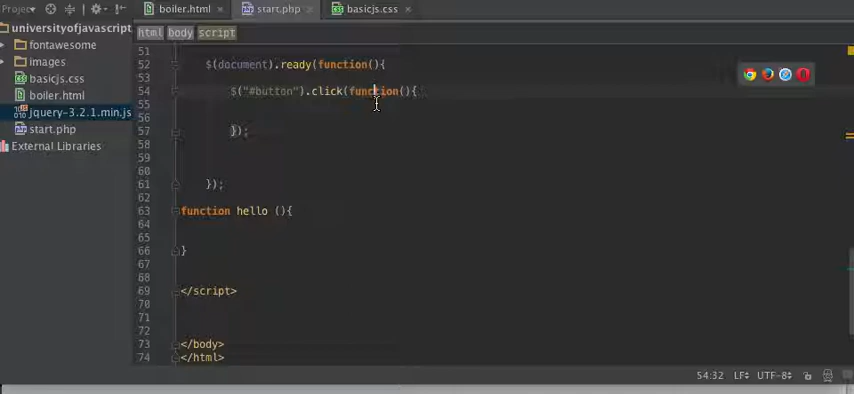 Project
boiler.html
start.php
basicjs.css
universityofjavascript
html body script
fontawesome
images
basicjs.css
boiler.html
jquery-3.2.1.min.js
start.php
External Libraries
51
52 $(document).ready(function(){
53
54 $("#button").click(function(){
55
56
57 });
58
59
60
61 });
62
63 function hello (){
64
65
66 }
67
68
69 </script>
70
71
72
73 </body>
74 </html>
54:32 LF UTF-8